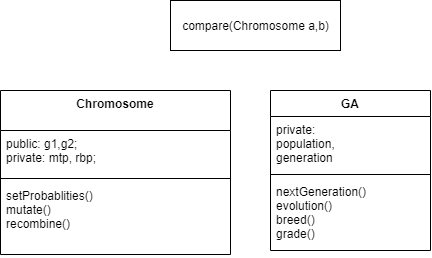 compare(Chromosome a,b)
Chromosome
public: g1,g2;
private: mtp, rbp;
setProbablities()
mutate()
recombine()
GA
private:
population,
generation
nextGeneration()
evolution()
breed()
grade()